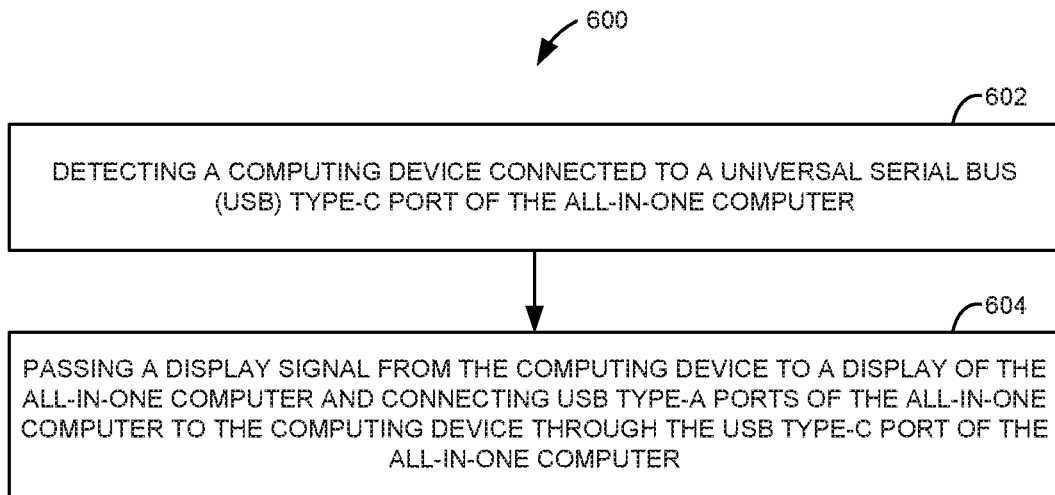 600
602
DETECTING A COMPUTING DEVICE CONNECTED TO A UNIVERSAL SERIAL BUS
(USB) TYPE-C PORT OF THE ALL-IN-ONE COMPUTER
604
PASSING A DISPLAY SIGNAL FROM THE COMPUTING DEVICE TO A DISPLAY OF THE
ALL-IN-ONE COMPUTER AND CONNECTING USB TYPE-A PORTS OF THE ALL-IN-ONE
COMPUTER TO THE COMPUTING DEVICE THROUGH THE USB TYPE-C PORT OF THE
ALL-IN-ONE COMPUTER